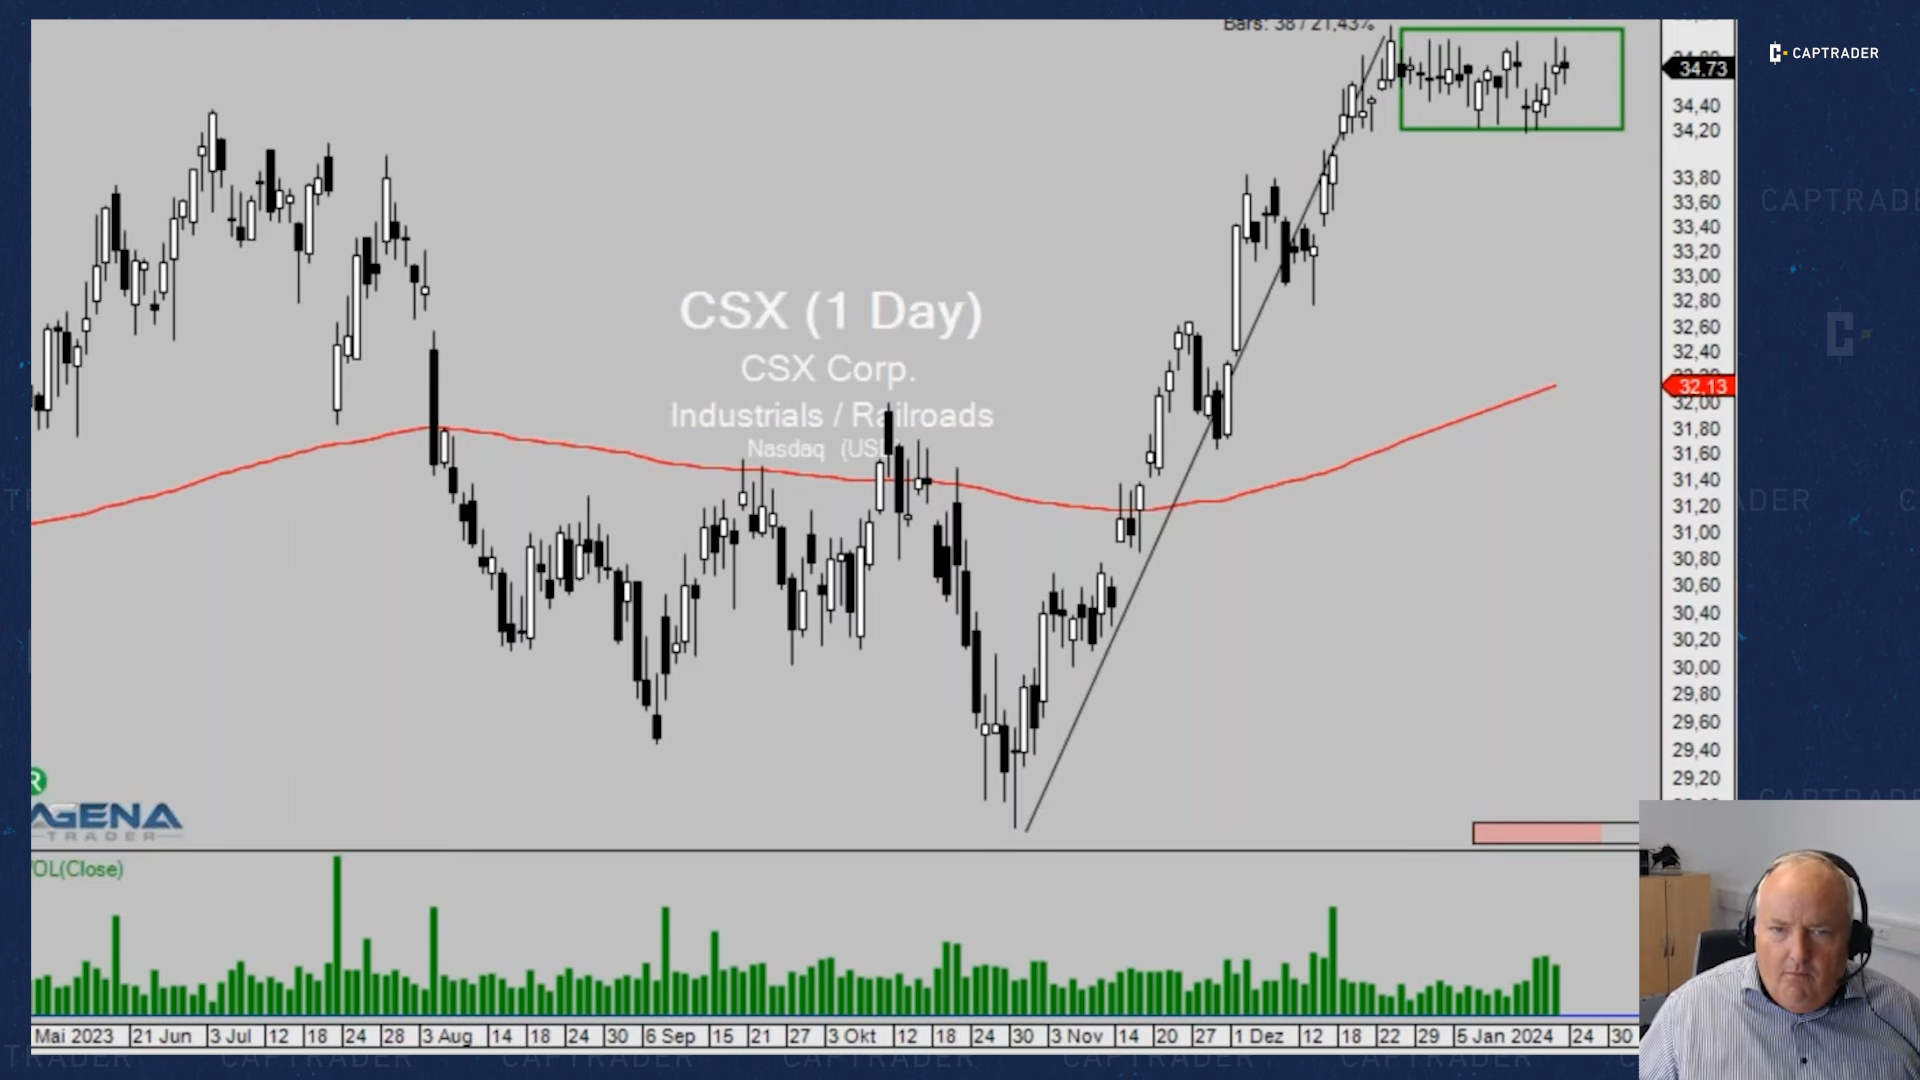 Bars: 38 / 21,43%
CAPTRADER
34.73
34,40
34,20
33,80
33,60
33,40
33,20
33,00
32,80
32,60
32,40
32.13
32,00
31,80
31,60
31,40
31,20
31,00
30,80
30,60
30,40
30,20
30,00
29,80
29,60
29,40
29,20
CAPTRADER
CSX (1 Day)
CSX Corp.
Industrials / Railroads
Nasdaq (USD
R
AGENA
TRADER
VOL(Close)
Mai 2023 21 Jun 3 Jul 12 18 24 28 3 Aug 14 18 24 30 6 Sep 15 21 27 3 Okt 12 18 24 30 3 Nov 14 20 27 1 Dez 12 18 22 29 5 Jan 2024 24 30